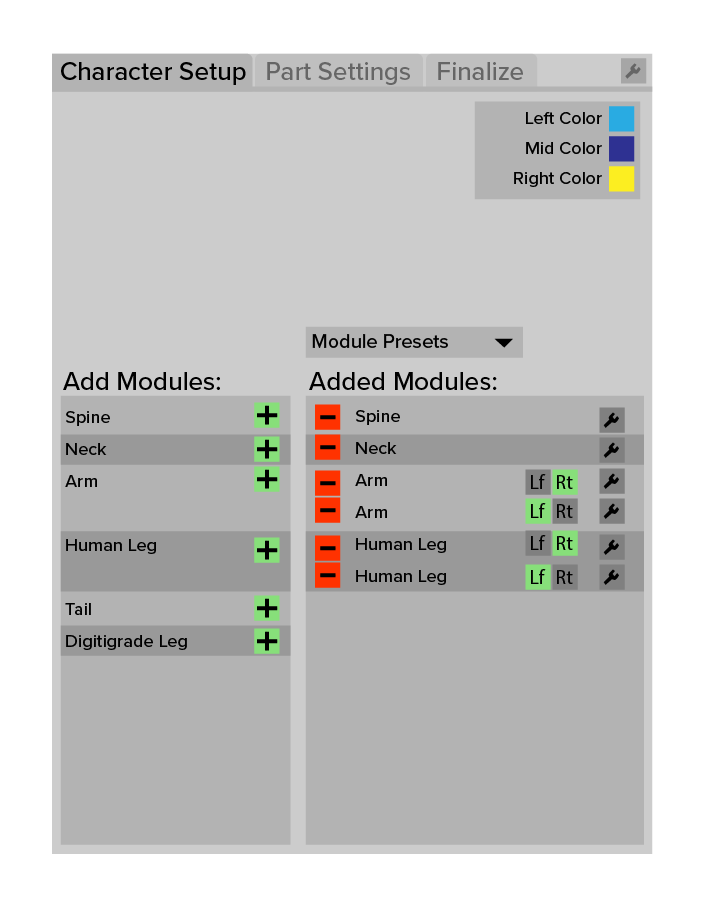 Character Setup Part Settings Finalize
Left Color
Mid Color
Right Color
Module Presets
Add Modules:
Spine
Neck
Arm
Human Leg
Tail
Digitigrade Leg
Added Modules:
Spine
Neck
Arm Lf Rt
Arm Lf Rt
Human Leg Lf Rt
Human Leg Lf Rt